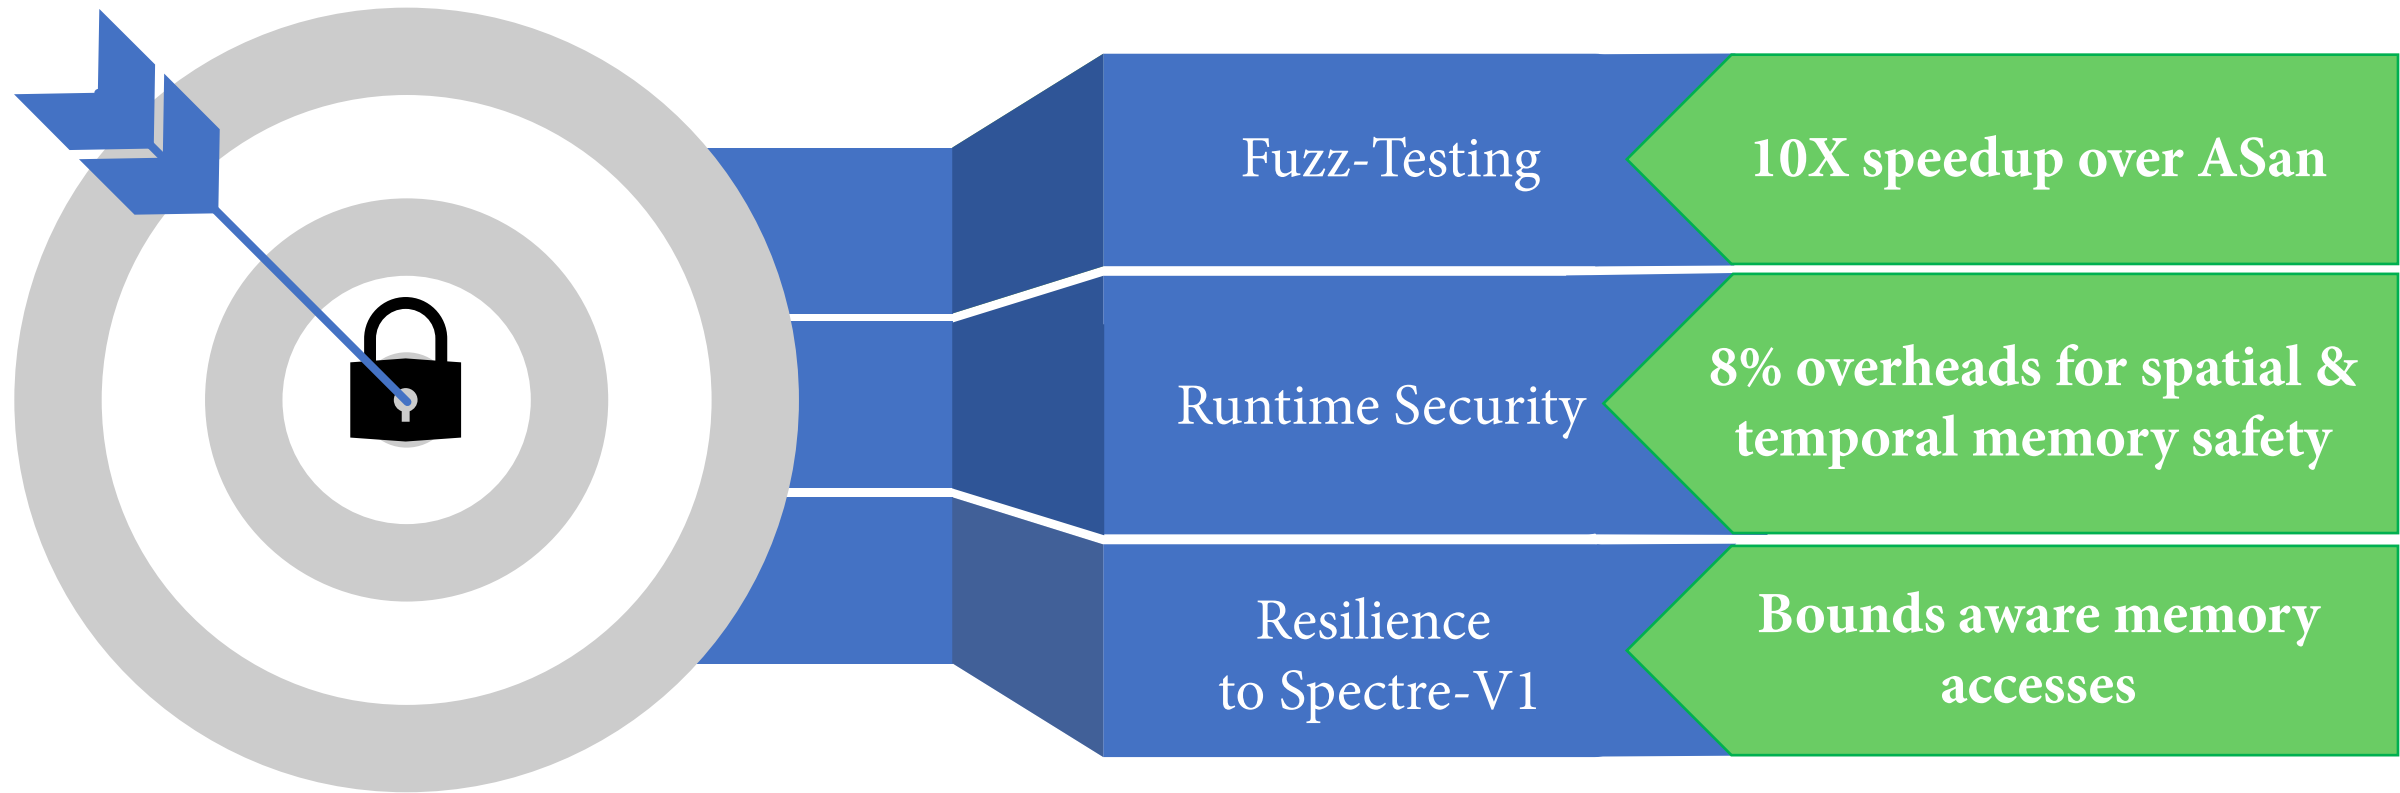 Fuzz-Testing
10X speedup over ASan
Runtime Security
8% overheads for spatial &
temporal memory safety
Resilience
to Spectre-V1
Bounds aware memory
accesses